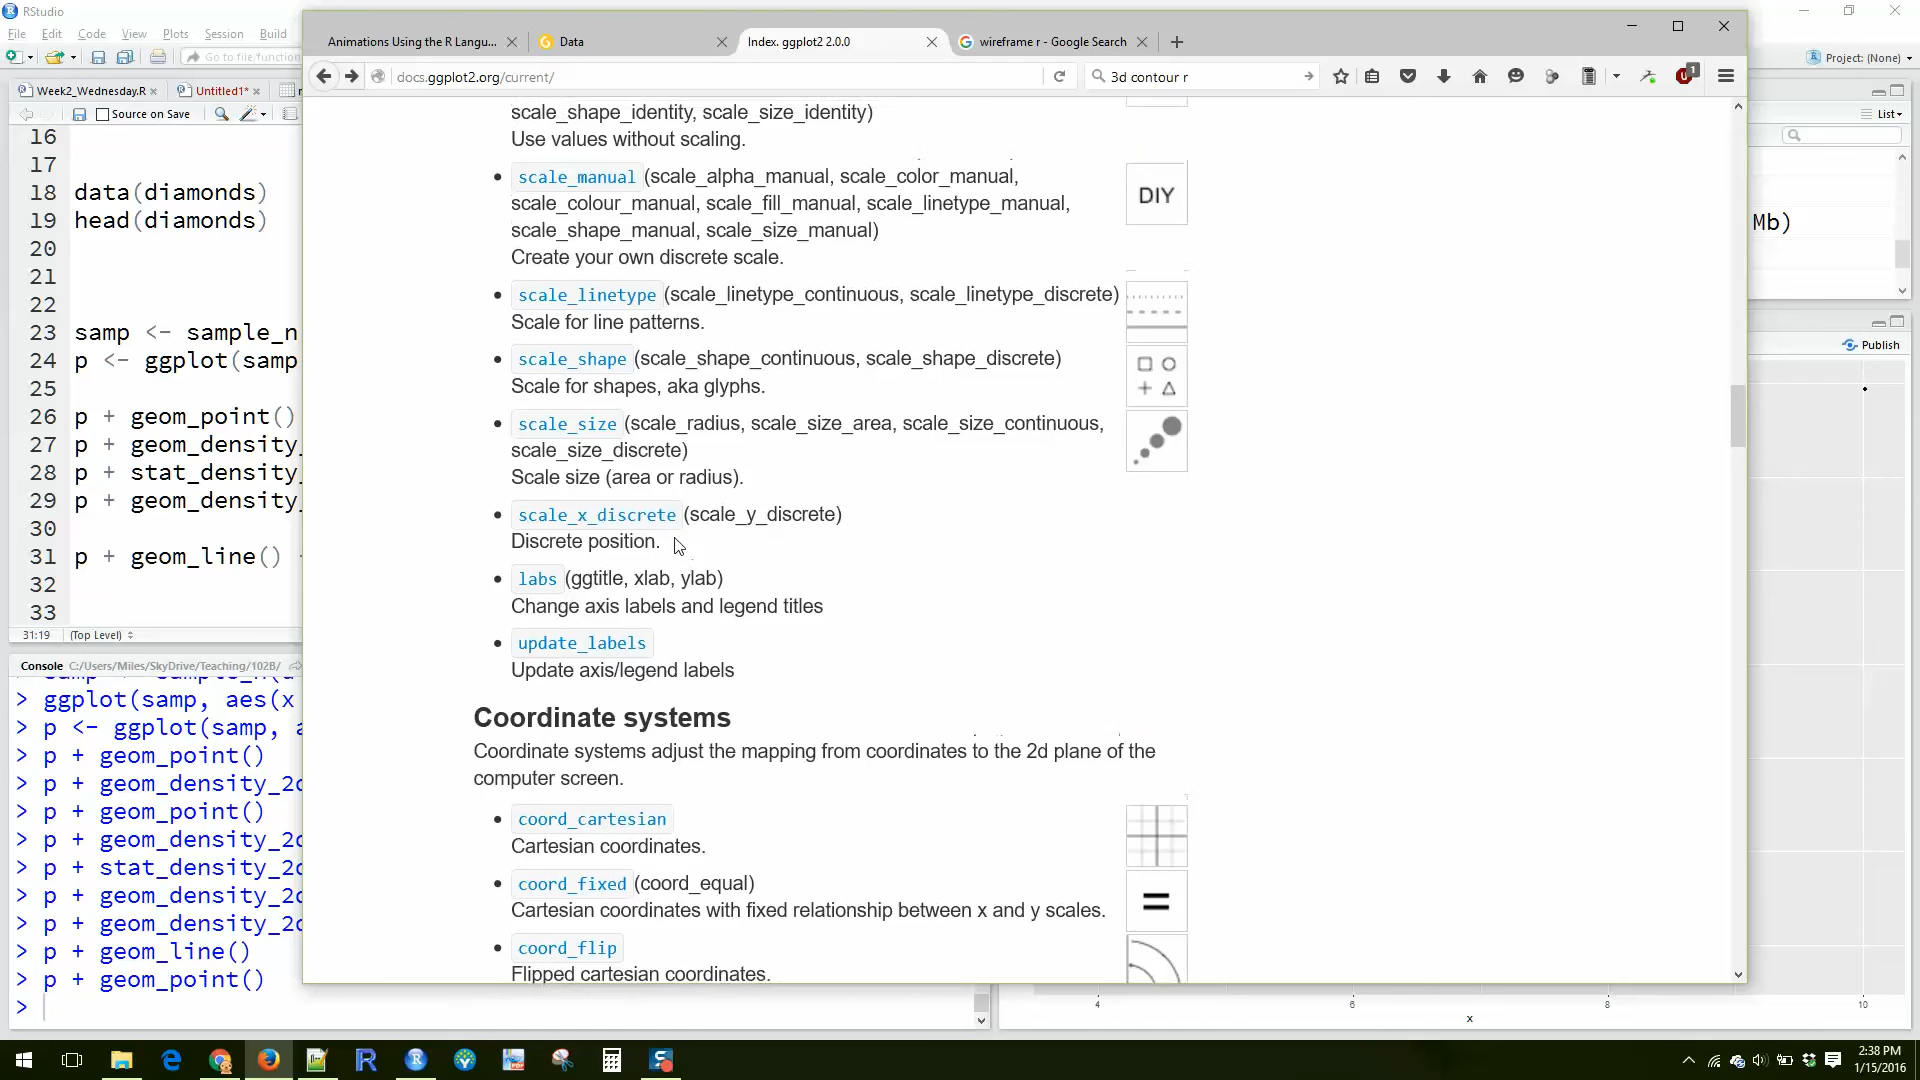 RStudio
File Edit Code View Plots Session Build
Go to file/function
Project: (None)
Week2_Wednesday.R
Untitled1*
Source on Save
List
16
17
18 data(diamonds)
19 head(diamonds)
20
21
22
23 samp <- sample_n
24 p <- ggplot(samp
25
26 p + geom_point()
27 p + geom_density_
28 p + stat_density_
29 p + geom_density_
30
31 p + geom_line()
32
33
31:19 (Top Level)
Console C:/Users/Miles/SkyDrive/Teaching/102B/
> ggplot(samp, aes(x
> p <- ggplot(samp, a
> p + geom_point()
> p + geom_density_2d
> p + geom_point()
> p + geom_density_2d
> p + stat_density_2d
> p + geom_density_2d
> p + geom_density_2d
> p + geom_line()
> p + geom_point()
>
Animations Using the R Langu...
Data
Index. ggplot2 2.0.0
wireframe r - Google Search
docs.ggplot2.org/current/
3d contour r
1
scale_shape_identity, scale_size_identity)
Use values without scaling.
scale_manual (scale_alpha_manual, scale_color_manual,
scale_colour_manual, scale_fill_manual, scale_linetype_manual,
scale_shape_manual, scale_size_manual)
Create your own discrete scale.
DIY
scale_linetype (scale_linetype_continuous, scale_linetype_discrete)
Scale for line patterns.
scale_shape (scale_shape_continuous, scale_shape_discrete)
Scale for shapes, aka glyphs.
scale_size (scale_radius, scale_size_area, scale_size_continuous,
scale_size_discrete)
Scale size (area or radius).
scale_x_discrete (scale_y_discrete)
Discrete position.
labs (ggtitle, xlab, ylab)
Change axis labels and legend titles
update_labels
Update axis/legend labels
Coordinate systems
Coordinate systems adjust the mapping from coordinates to the 2d plane of the
computer screen.
coord_cartesian
Cartesian coordinates.
coord_fixed (coord_equal)
Cartesian coordinates with fixed relationship between x and y scales.
coord_flip
Flipped cartesian coordinates.
Mb)
Publish
4 6 8 10
x
2:38 PM
1/15/2016